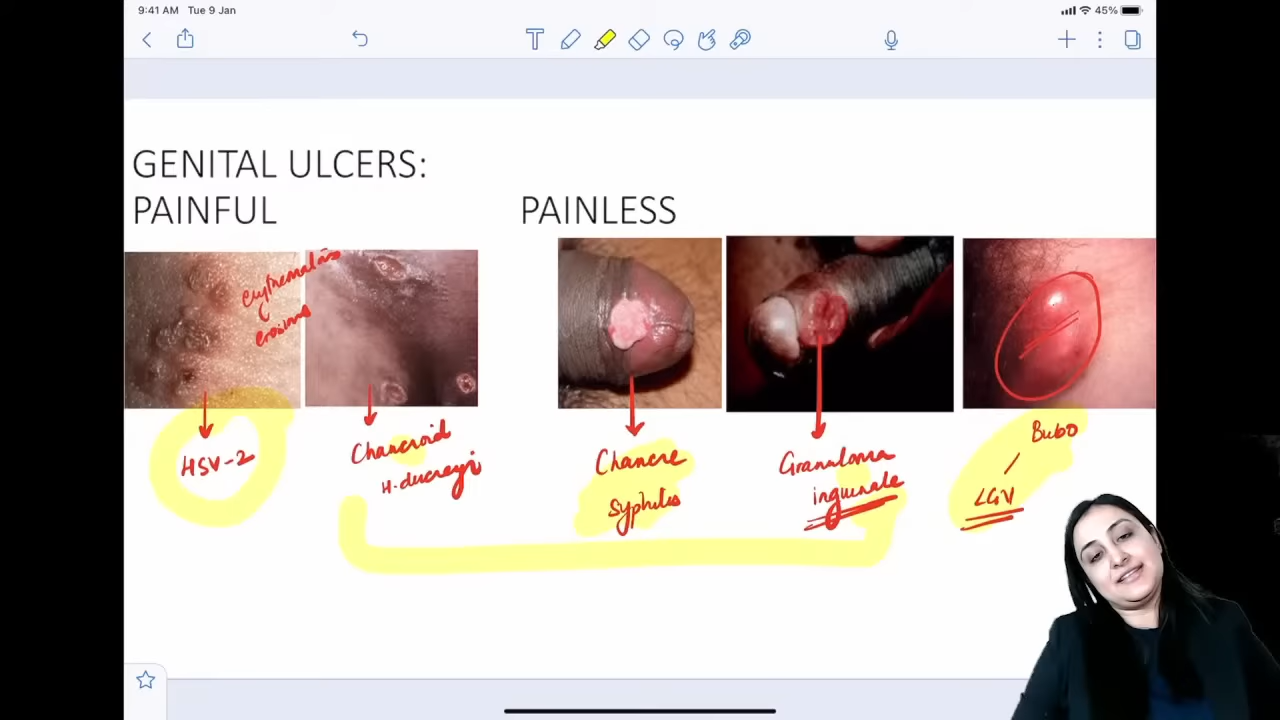 9:41 AM Tue 9 Jan
45%
T
GENITAL ULCERS:
PAINFUL
PAINLESS
erythematous
erosions
HSV-2
Chancroid
H. ducreyi
Chancre
Syphilis
Granuloma
inguinale
Bubo
LGV